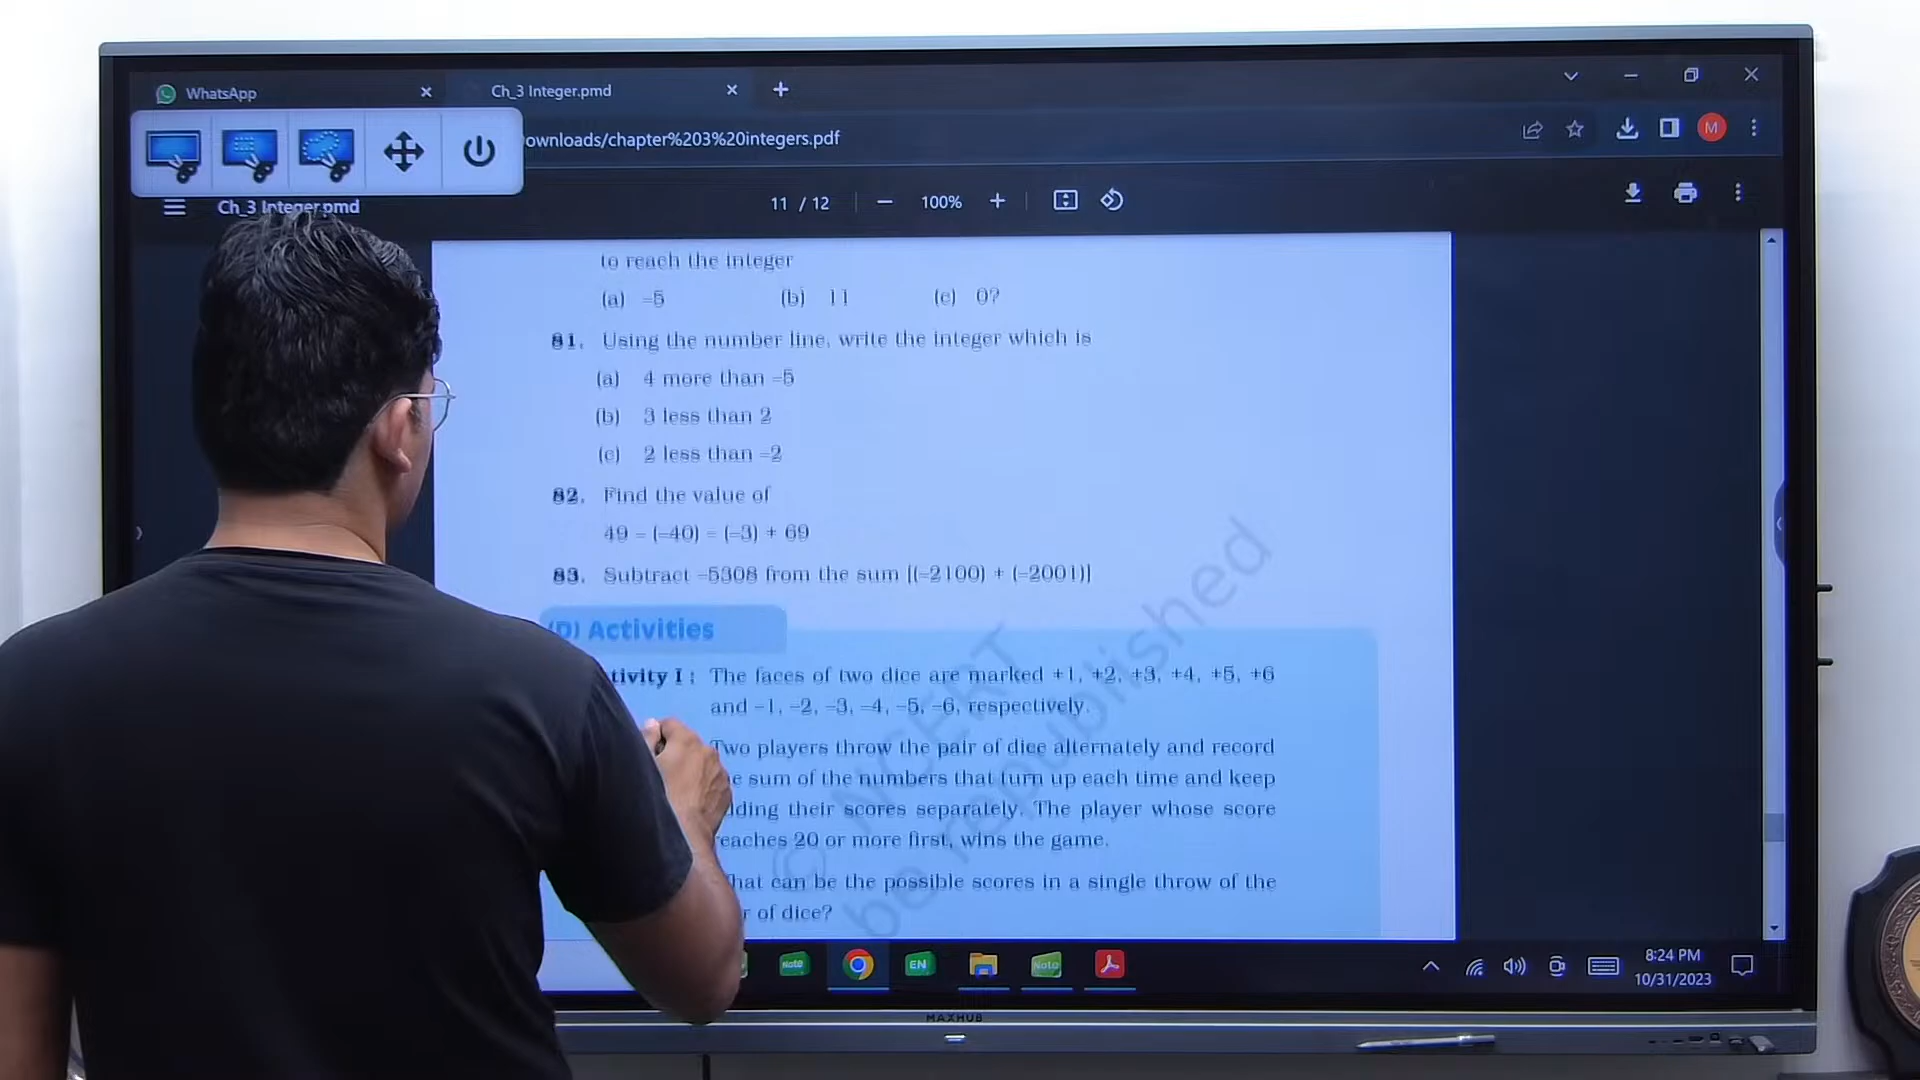 WhatsApp
Ch_3 Integer.pmd
ownloads/chapter%203%20integers.pdf
M
Ch_3 Integer.pmd
11 / 12
100%
to reach the integer
(a) –5 (b) 11 (c) 0?
81. Using the number line, write the integer which is
(a) 4 more than –5
(b) 3 less than 2
(c) 2 less than –2
82. Find the value of
49 – (–40) – (–3) + 69
83. Subtract –5308 from the sum [(–2100) + (–2001)]
(D) Activities
tivity I : The faces of two dice are marked +1, +2, +3, +4, +5, +6
and –1, –2, –3, –4, –5, –6, respectively.
Two players throw the pair of dice alternately and record
e sum of the numbers that turn up each time and keep
dding their scores separately. The player whose score
reaches 20 or more first, wins the game.
hat can be the possible scores in a single throw of the
r of dice?
© NCERT
be republished
Note
EN
Note
8:24 PM
10/31/2023
MAXHUB